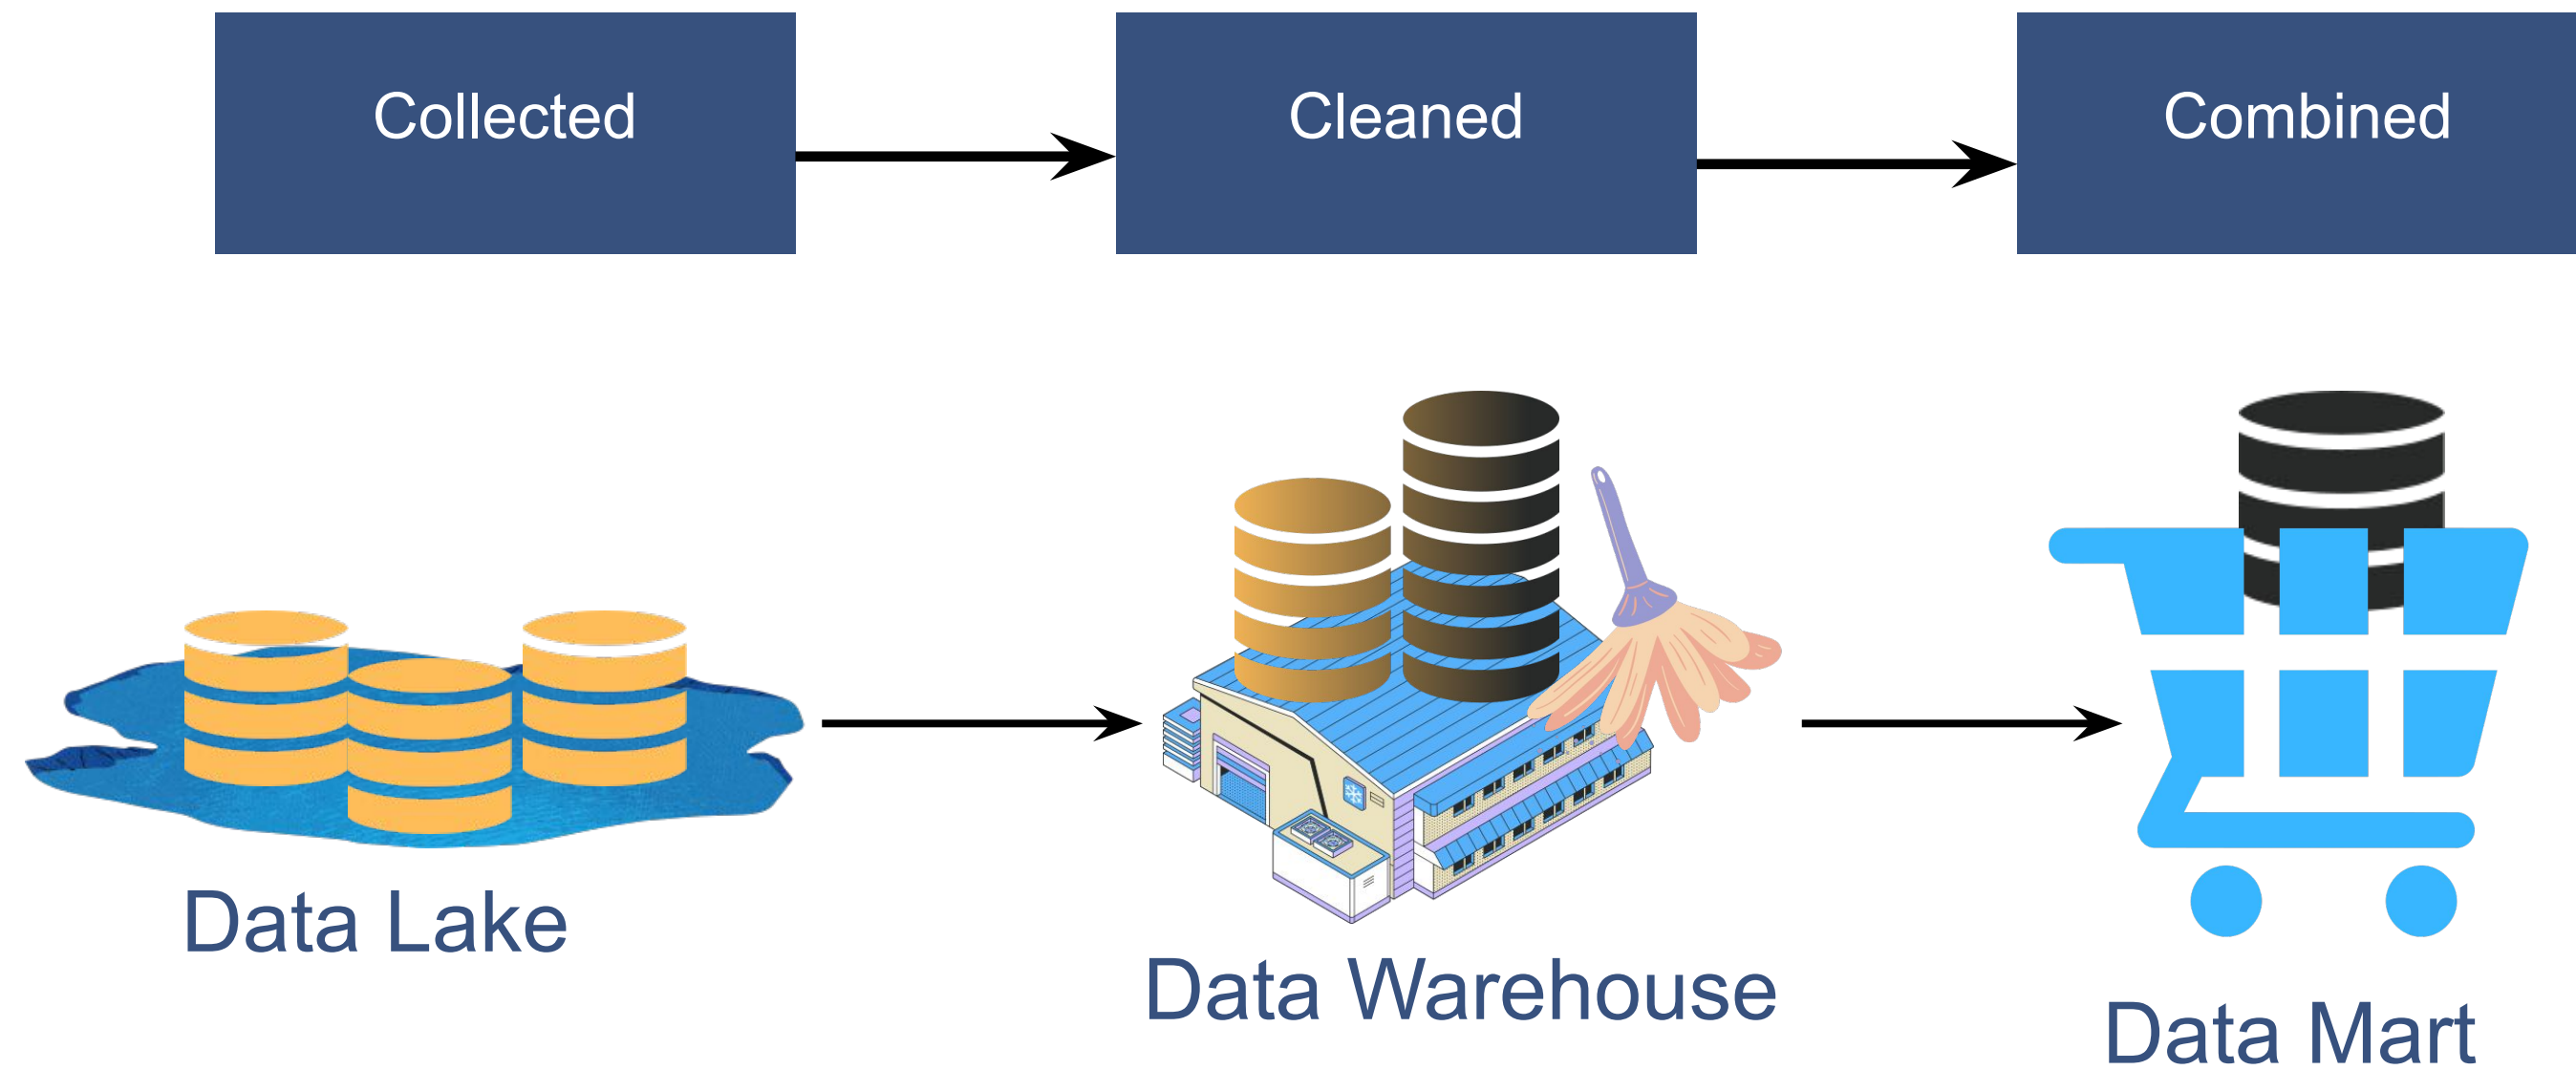 Collected
Cleaned
Combined
Data Lake
Data Warehouse
Data Mart